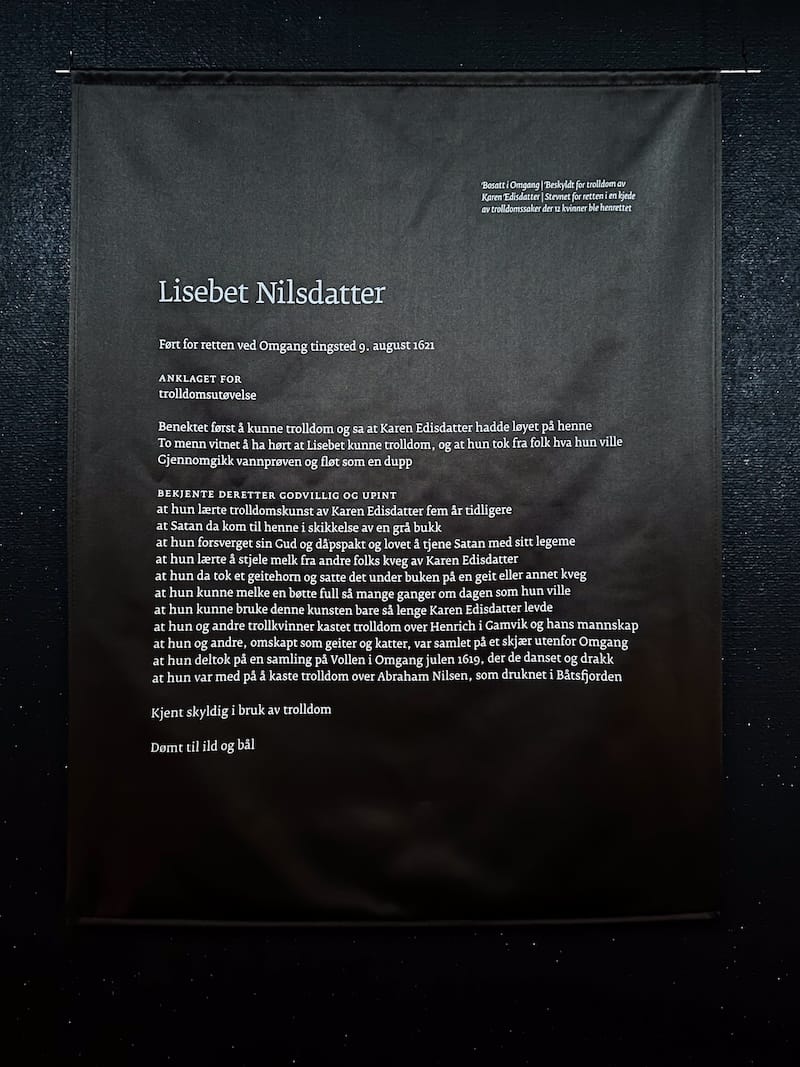 Bosatt i Omgang | Beskyldt for trolldom av
Karen Edisdatter | Stevnet for retten i en kjede
av trolldomssaker der 12 kvinner ble henrettet
Lisebet Nilsdatter
Ført for retten ved Omgang tingsted 9. august 1621
ANKLAGET FOR
trolldomsutøvelse
Benektet først å kunne trolldom og sa at Karen Edisdatter hadde løyet på henne
To menn vitnet å ha hørt at Lisebet kunne trolldom, og at hun tok fra folk hva hun ville
Gjennomgikk vannprøven og fløt som en dupp
BEKJENTE DERETTER GODVILLIG OG UPINT
at hun lærte trolldomskunst av Karen Edisdatter fem år tidligere
at Satan da kom til henne i skikkelse av en grå bukk
at hun forsverget sin Gud og dåpspakt og lovet å tjene Satan med sitt legeme
at hun lærte å stjele melk fra andre folks kveg av Karen Edisdatter
at hun da tok et geitehorn og satte det under buken på en geit eller annet kveg
at hun kunne melke en bøtte full så mange ganger om dagen som hun ville
at hun kunne bruke denne kunsten bare så lenge Karen Edisdatter levde
at hun og andre trollkvinner kastet trolldom over Henrich i Gamvik og hans mannskap
at hun og andre, omskapt som geiter og katter, var samlet på et skjær utenfor Omgang
at hun deltok på en samling på Vollen i Omgang julen 1619, der de danset og drakk
at hun var med på å kaste trolldom over Abraham Nilsen, som druknet i Båtsfjorden
Kjent skyldig i bruk av trolldom
Dømt til ild og bål